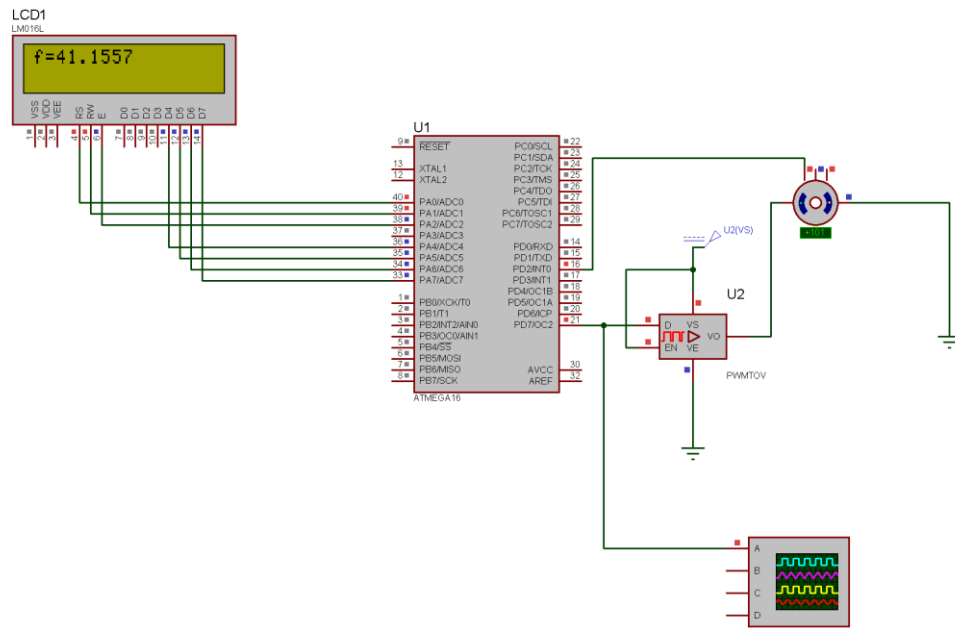 LCD1
LM016L
f=41.1557
VSS
VDD
VEE
RS
RW
E
D0
D1
D2
D3
D4
D5
D6
D7
1
2
3
4
5
6
7
8
9
10
11
12
13
14
U1
9 RESET
13 XTAL1
12 XTAL2
40 PA0/ADC0
39 PA1/ADC1
38 PA2/ADC2
37 PA3/ADC3
36 PA4/ADC4
35 PA5/ADC5
34 PA6/ADC6
33 PA7/ADC7
1 PB0/XCK/T0
2 PB1/T1
3 PB2/INT2/AIN0
4 PB3/OC0/AIN1
5 PB4/SS
6 PB5/MOSI
7 PB6/MISO
8 PB7/SCK
PC0/SCL 22
PC1/SDA 23
PC2/TCK 24
PC3/TMS 25
PC4/TDO 26
PC5/TDI 27
PC6/TOSC1 28
PC7/TOSC2 29
PD0/RXD 14
PD1/TXD 15
PD2/INT0 16
PD3/INT1 17
PD4/OC1B 18
PD5/OC1A 19
PD6/ICP 20
PD7/OC2 21
AVCC 30
AREF 32
ATMEGA16
+101
U2(VS)
U2
D VS
VO
EN VE
PWMTOV
A
B
C
D